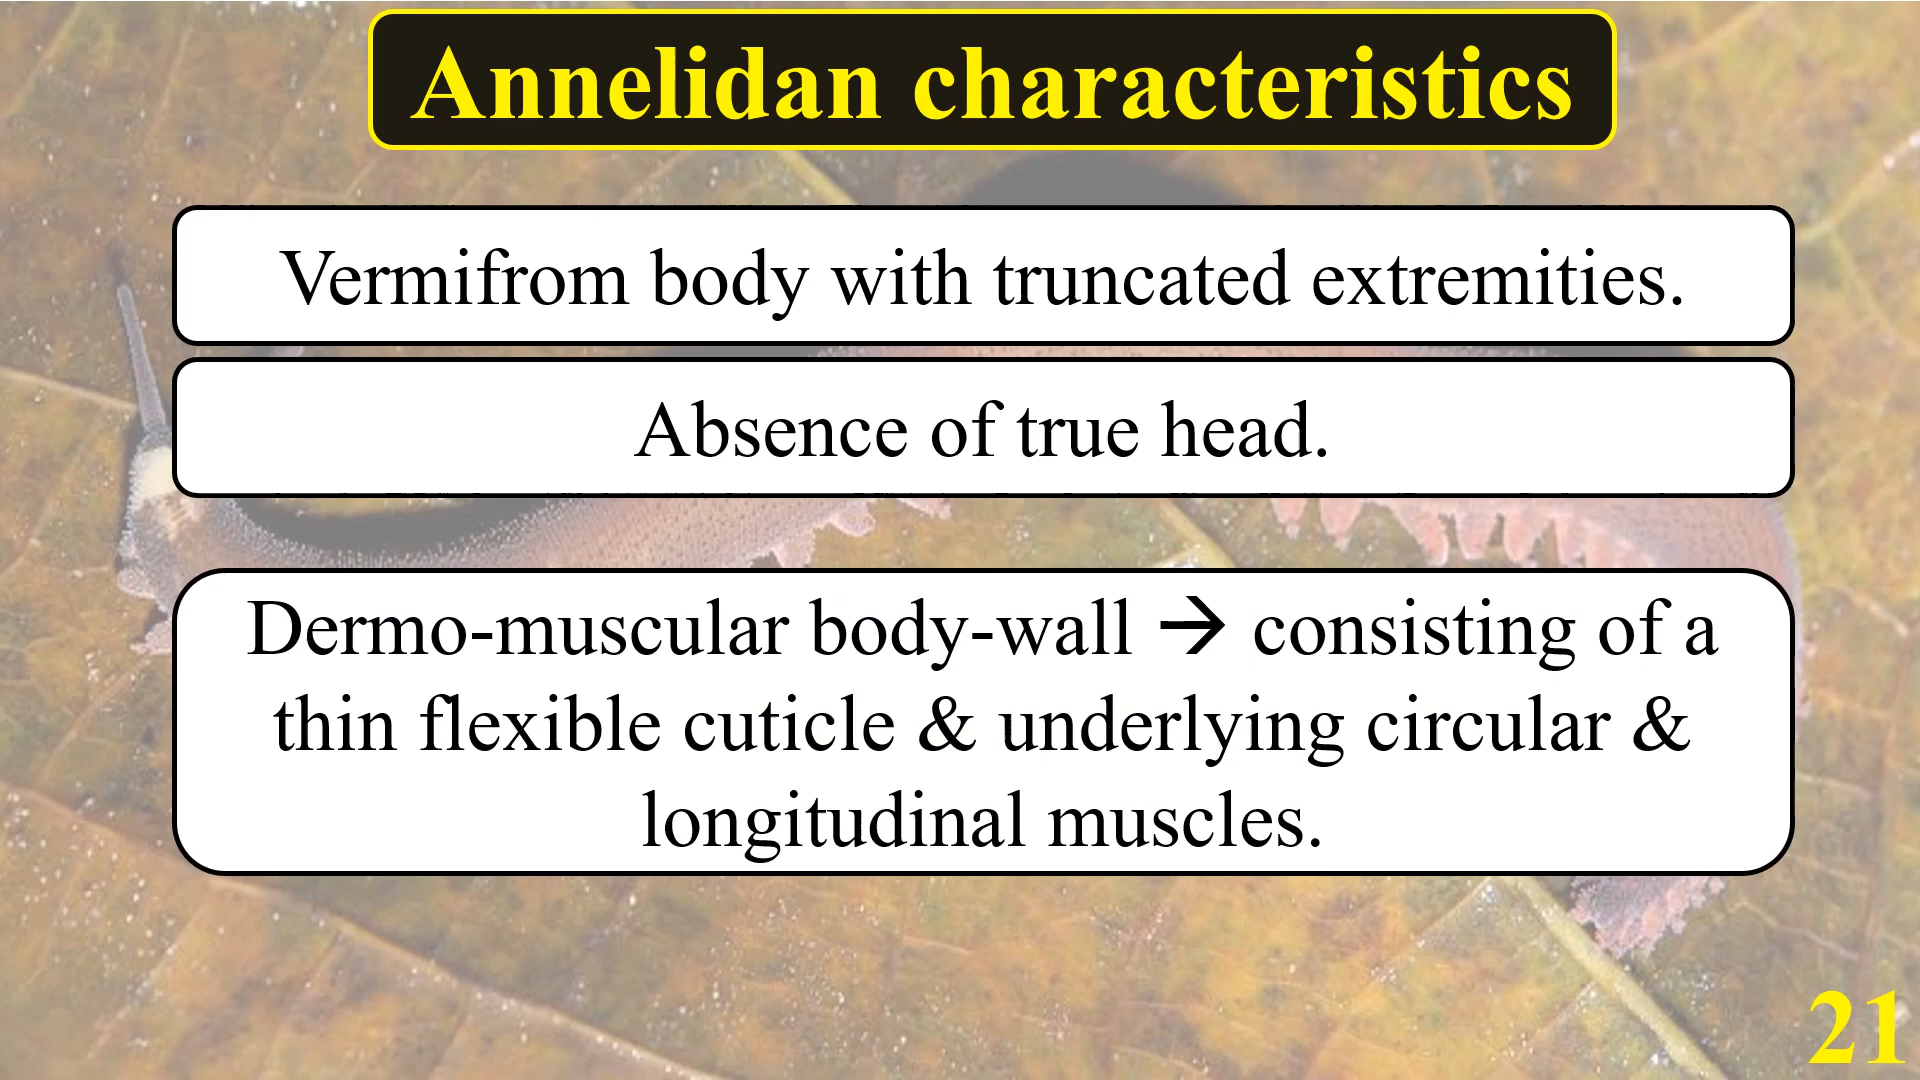 Annelidan characteristics
Vermifrom body with truncated extremities.
Absence of true head.
Dermo-muscular body-wall → consisting of a
thin flexible cuticle & underlying circular &
longitudinal muscles.
21